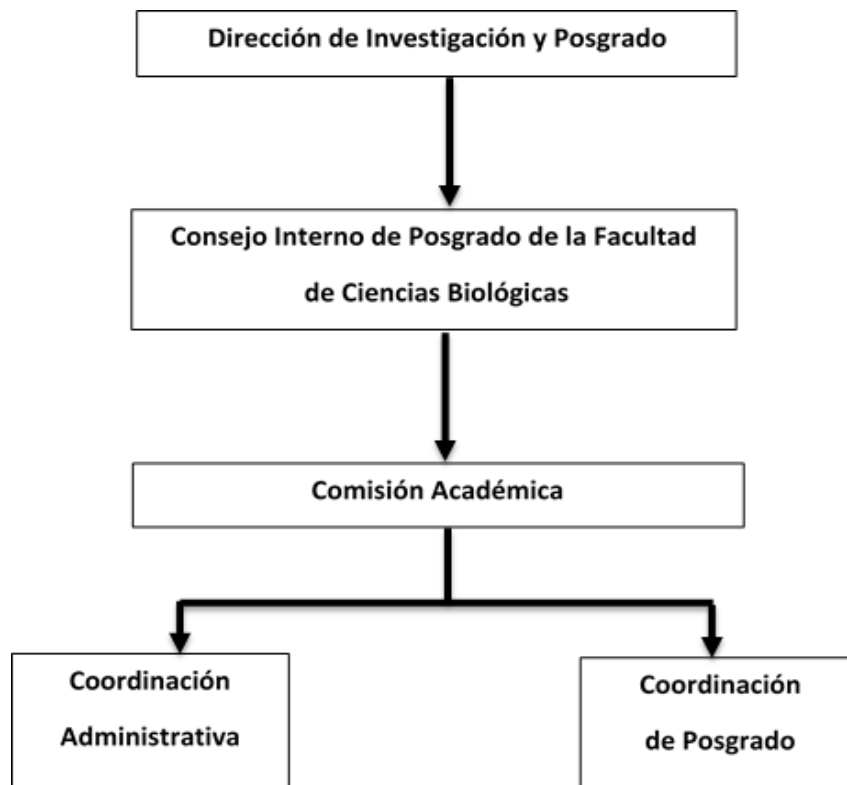 Dirección de Investigación y Posgrado
Consejo Interno de Posgrado de la Facultad
de Ciencias Biológicas
Comisión Académica
Coordinación
Administrativa
Coordinación
de Posgrado